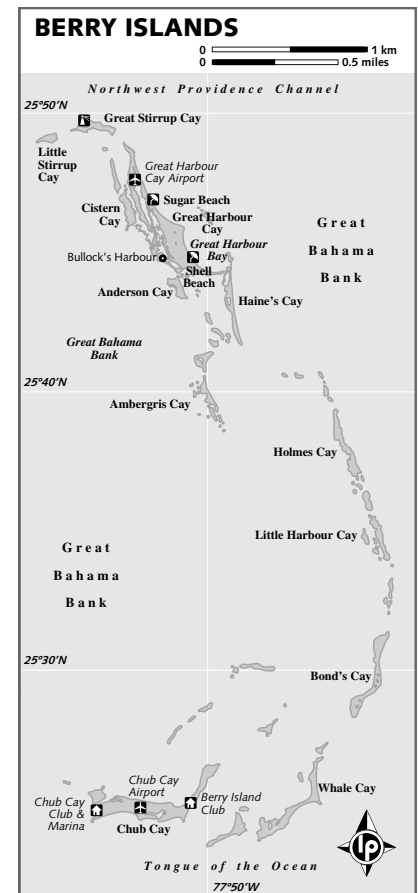 BERRY ISLANDS
0 1 km
0 0.5 miles
Northwest Providence Channel
25°50'N
Great Stirrup Cay
Little
Stirrup
Cay
Great Harbour
Cay Airport
Sugar Beach
Cistern
Cay
Great Harbour
Cay
Great
Bahama
Bank
Great Harbour
Bay
Bullock's Harbour
Shell
Beach
Anderson Cay
Haine's Cay
Great Bahama
Bank
25°40'N
Ambergris Cay
Holmes Cay
Little Harbour Cay
Great
Bahama
Bank
25°30'N
Bond's Cay
Chub Cay
Airport
Chub Cay
Club &
Marina
Berry Island
Club
Whale Cay
Chub Cay
lp
Tongue of the Ocean
77°50'W